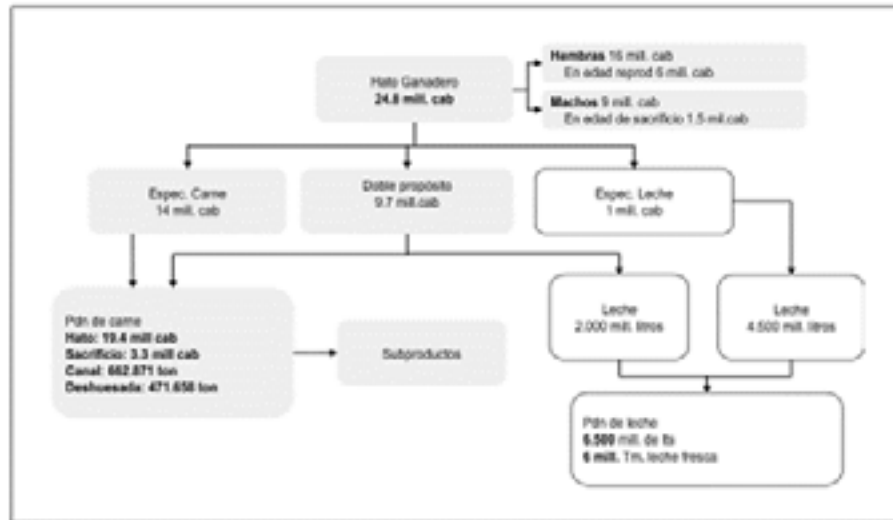 Hato Ganadero
24.8 mill. cab
Hembras 16 mill. cab
En edad reprod 6 mill. cab
Machos 9 mill. cab
En edad de sacrificio 1.5 mil.cab
Espec. Carne
14 mill. cab
Doble propósito
9.7 mill.cab
Espec. Leche
1 mill. cab
Pdn de carne
Hato: 19.4 mill cab
Sacrificio: 3.3 mill cab
Canal: 662.871 ton
Deshuesada: 471.658 ton
Subproductos
Leche
2.000 mill. litros
Leche
4.500 mill. litros
Pdn de leche
6.500 mill. de lts
6 mill. Tm. leche fresca